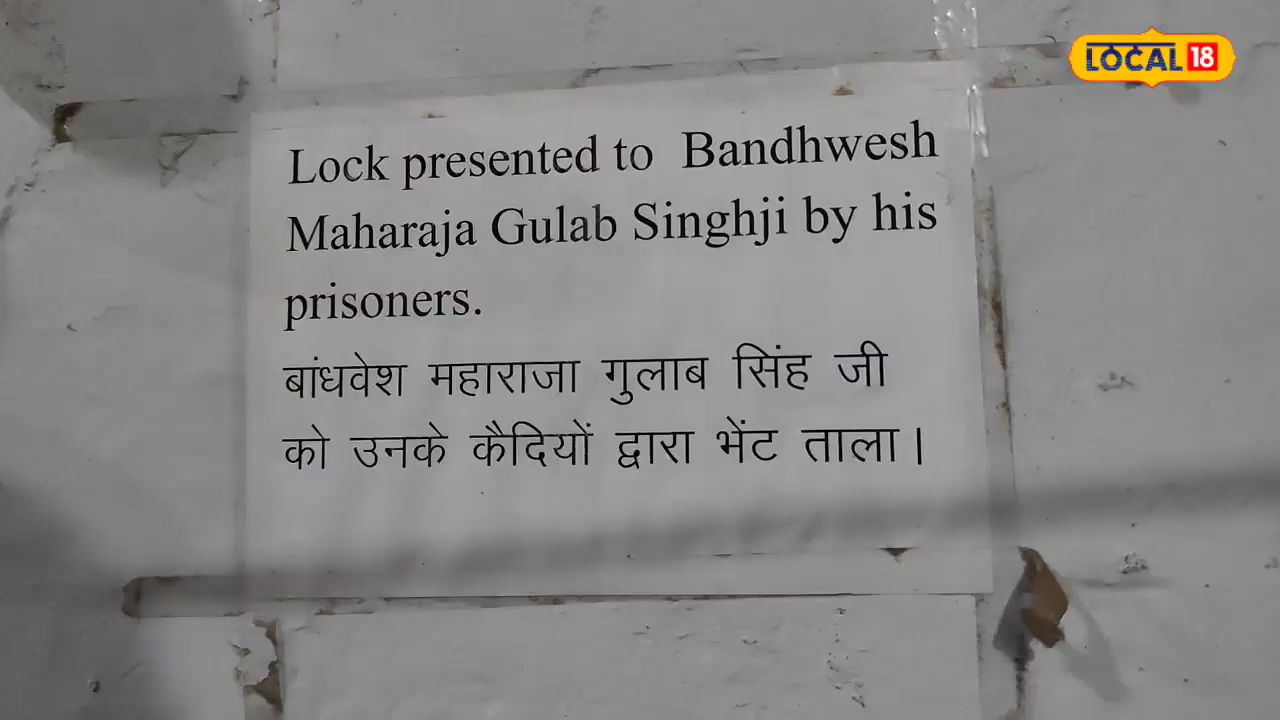 LOCAL 18
Lock presented to Bandhwesh
Maharaja Gulab Singhji by his
prisoners.
बांधवेश महाराजा गुलाब सिंह जी
को उनके कैदियों द्वारा भेंट ताला।